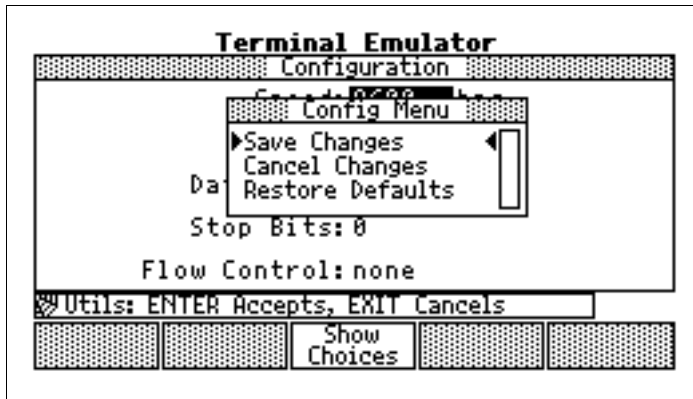 Terminal Emulator
Configuration
Config Menu
Save Changes
Cancel Changes
Restore Defaults
Stop Bits:0
Flow Control:none
Utils: ENTER Accepts, EXIT Cancels
Show
Choices